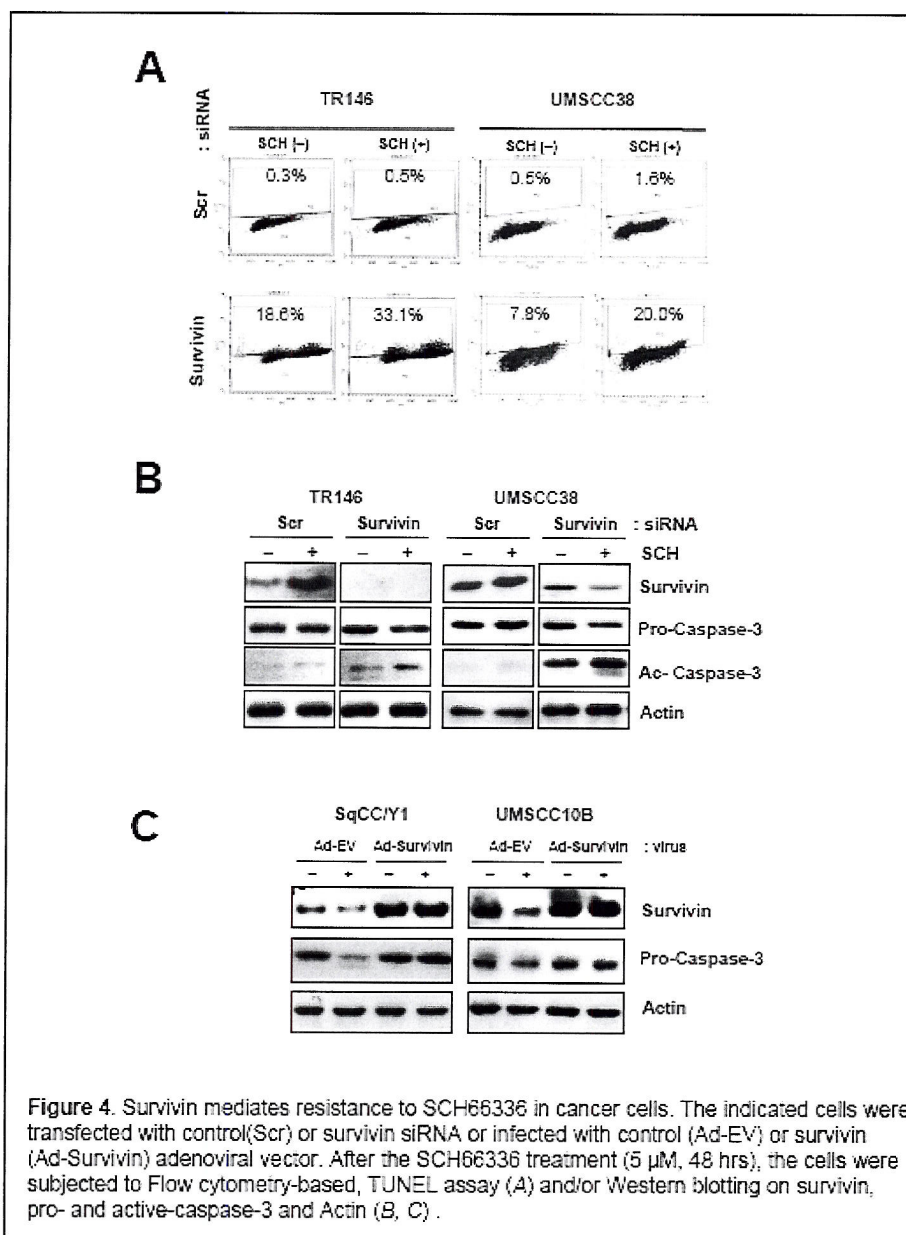 A
TR146 UMSCC38
: siRNA
SCH (–) SCH (+) SCH (–) SCH (+)
Scr
0.3% 0.5% 0.5% 1.6%
Survivin
18.6% 33.1% 7.8% 20.0%
B
TR146 UMSCC38
Scr Survivin Scr Survivin : siRNA
– + – + – + – + SCH
Survivin
Pro-Caspase-3
Ac- Caspase-3
Actin
C
SqCC/Y1 UMSCC10B
Ad-EV Ad-Survivin Ad-EV Ad-Survivin : virus
– + – + – + – +
Survivin
Pro-Caspase-3
Actin
Figure 4. Survivin mediates resistance to SCH66336 in cancer cells. The indicated cells were
transfected with control(Scr) or survivin siRNA or infected with control (Ad-EV) or survivin
(Ad-Survivin) adenoviral vector. After the SCH66336 treatment (5 µM, 48 hrs), the cells were
subjected to Flow cytometry-based, TUNEL assay (A) and/or Western blotting on survivin,
pro- and active-caspase-3 and Actin (B, C) .